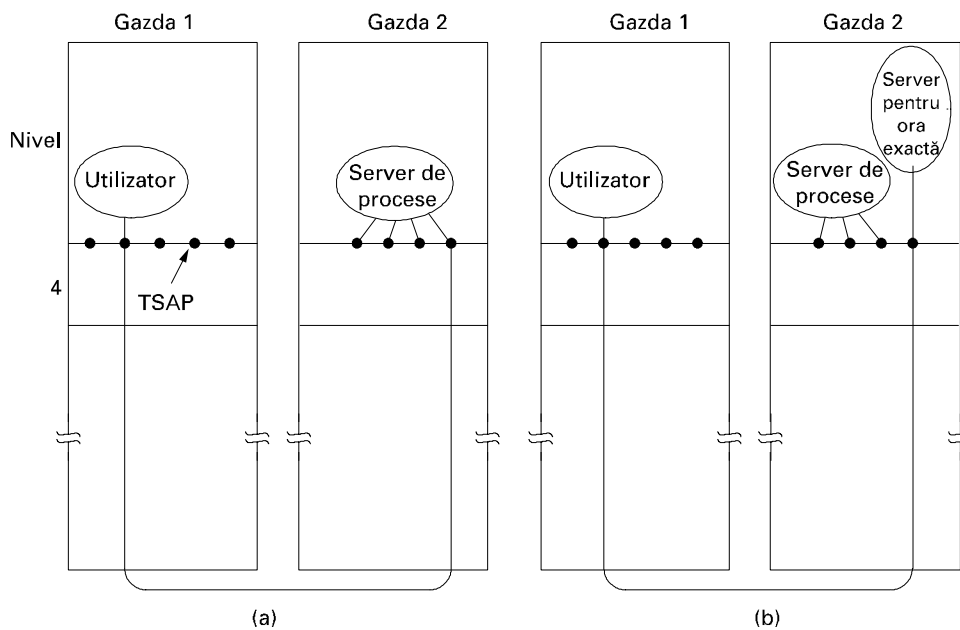 Gazda 1
Gazda 2
Gazda 1
Gazda 2
Nivel
4
Utilizator
TSAP
Server de
procese
Utilizator
Server de
procese
Server
pentru
ora
exactă
(a)
(b)